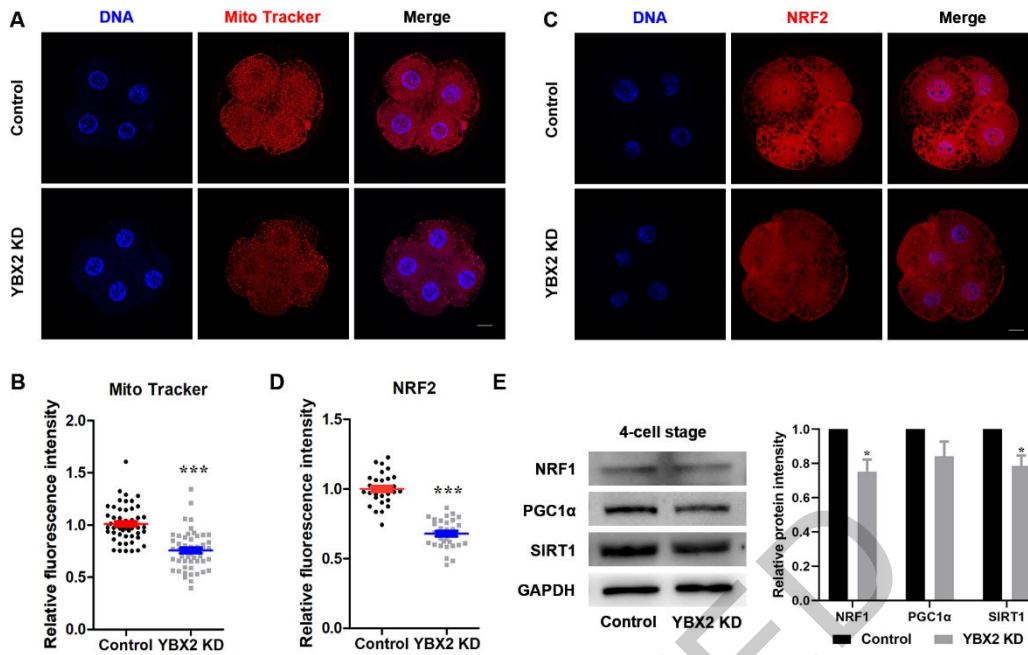 A
DNA
Mito Tracker
Merge
Control
YBX2 KD
C
DNA
NRF2
Merge
Control
YBX2 KD
B
Mito Tracker
Relative fluorescence intensity
2.0
1.5
1.0
0.5
0.0
***
Control
YBX2 KD
D
NRF2
Relative fluorescence intensity
1.5
1.0
0.5
0.0
***
Control
YBX2 KD
E
4-cell stage
NRF1
PGC1α
SIRT1
GAPDH
Control
YBX2 KD
Relative protein intensity
1.0
0.8
0.6
0.4
0.2
0.0
*
*
NRF1
PGC1α
SIRT1
Control
YBX2 KD